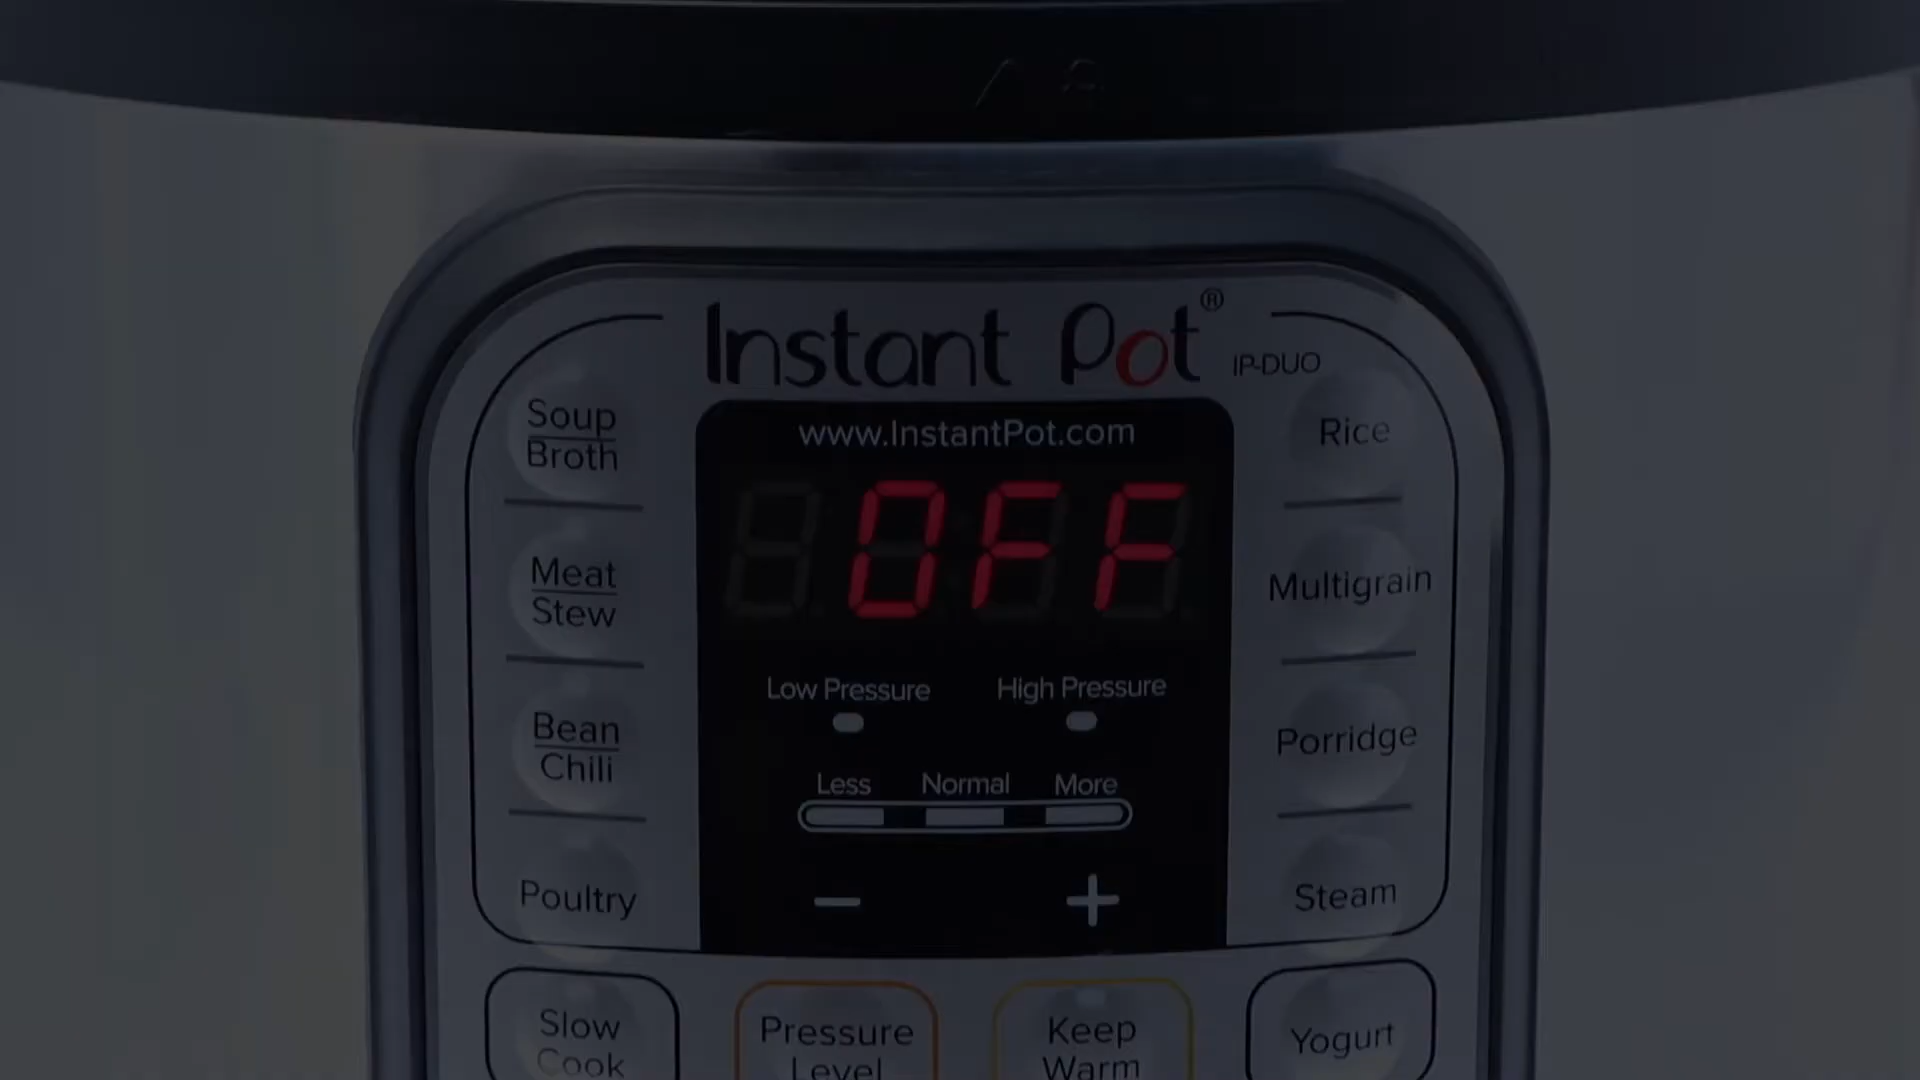 Instant Pot®
IP-DUO
www.InstantPot.com
OFF
Low Pressure
High Pressure
Less
Normal
More
− +
Soup
Broth
Meat
Stew
Bean
Chili
Poultry
Rice
Multigrain
Porridge
Steam
Slow
Cook
Pressure
Level
Keep
Warm
Yogurt